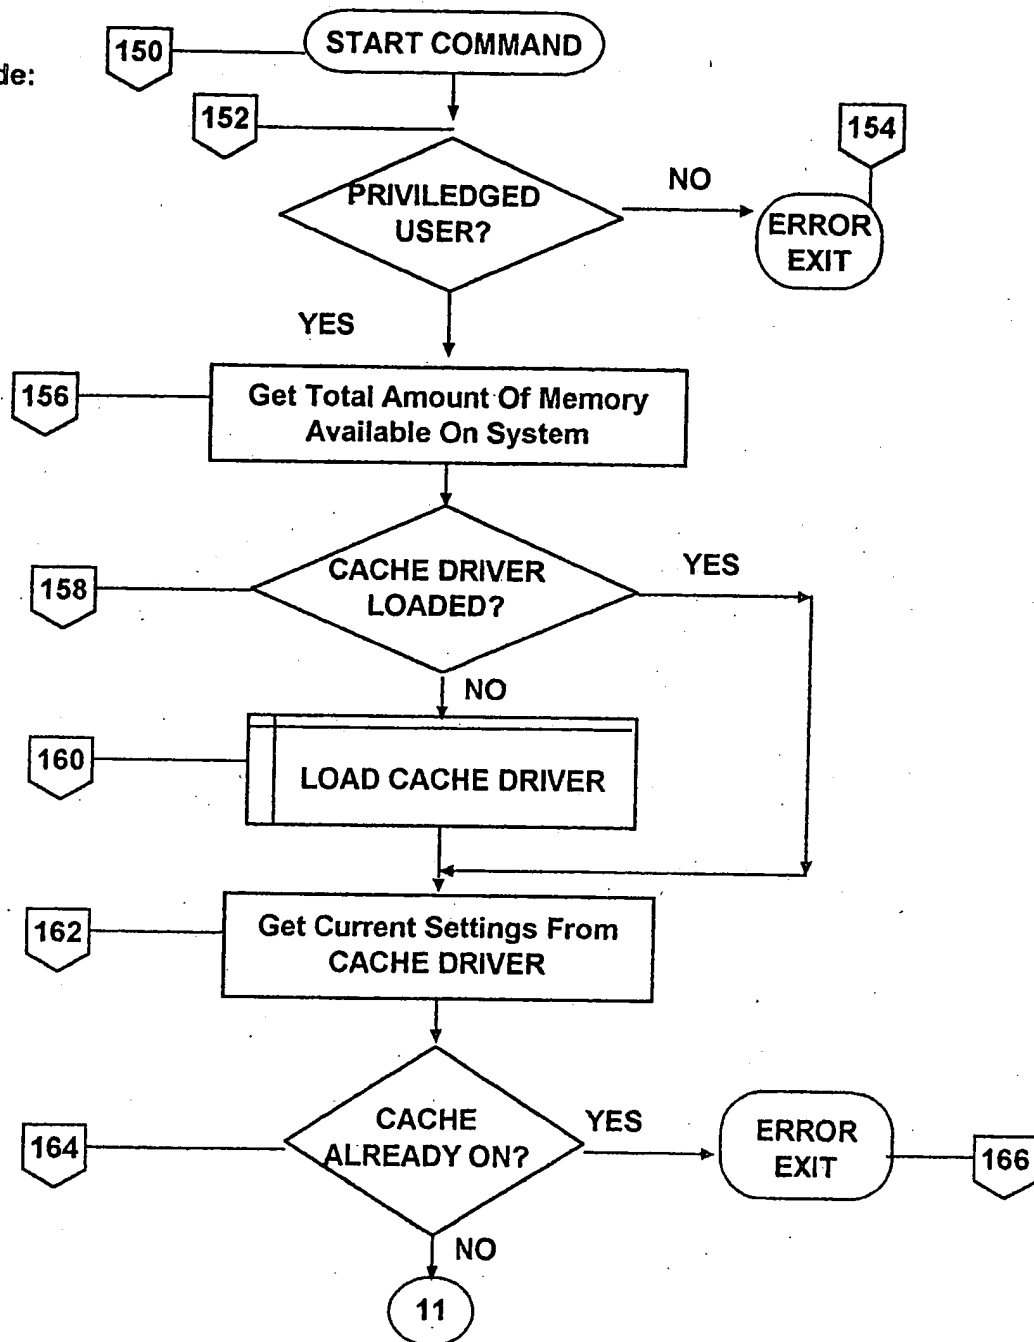 150
START COMMAND
de:
152
154
PRIVILEDGED
USER?
NO
ERROR
EXIT
YES
156
Get Total Amount Of Memory
Available On System
158
CACHE DRIVER
LOADED?
YES
NO
160
LOAD CACHE DRIVER
162
Get Current Settings From
CACHE DRIVER
164
CACHE
ALREADY ON?
YES
ERROR
EXIT
166
NO
11